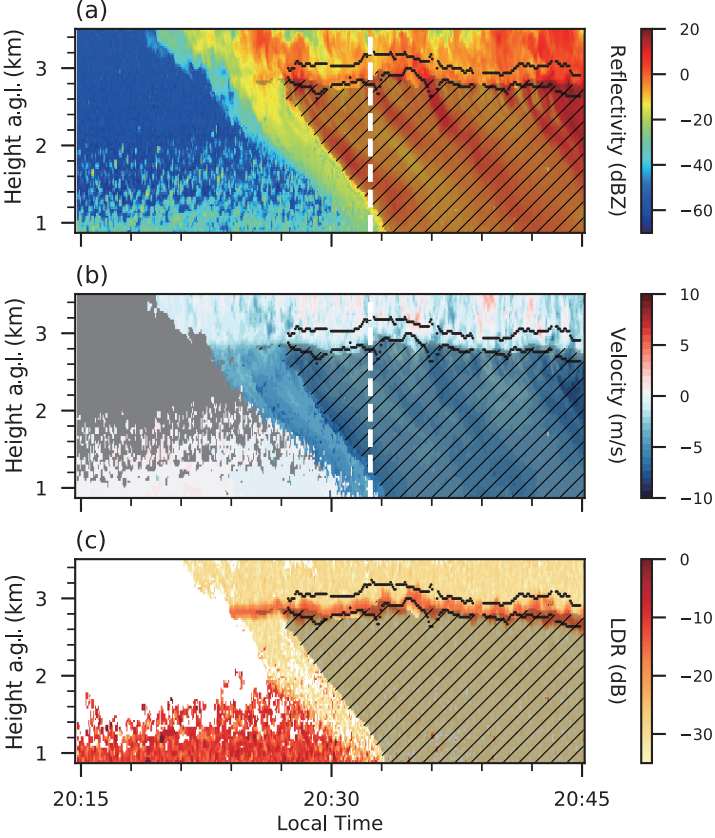 (a)
Height a.g.l. (km)
3
2
1
20
0
−20
−40
−60
Reflectivity (dBZ)
(b)
Height a.g.l. (km)
3
2
1
10
5
0
−5
−10
Velocity (m/s)
(c)
Height a.g.l. (km)
3
2
1
0
−10
−20
−30
LDR (dB)
20:15
20:30
20:45
Local Time